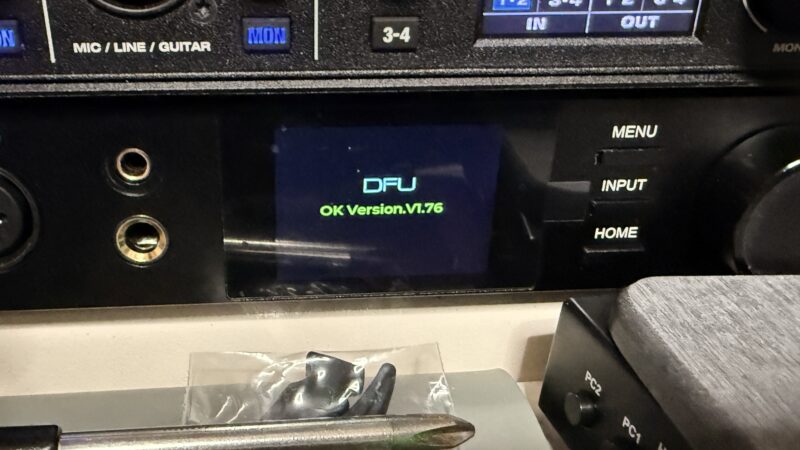 1-2 3-4 1-2 3-4
IN OUT
MIC / LINE / GUITAR
MON
3-4
DFU
OK Version.V1.76
MENU
INPUT
HOME
PC2
PC1